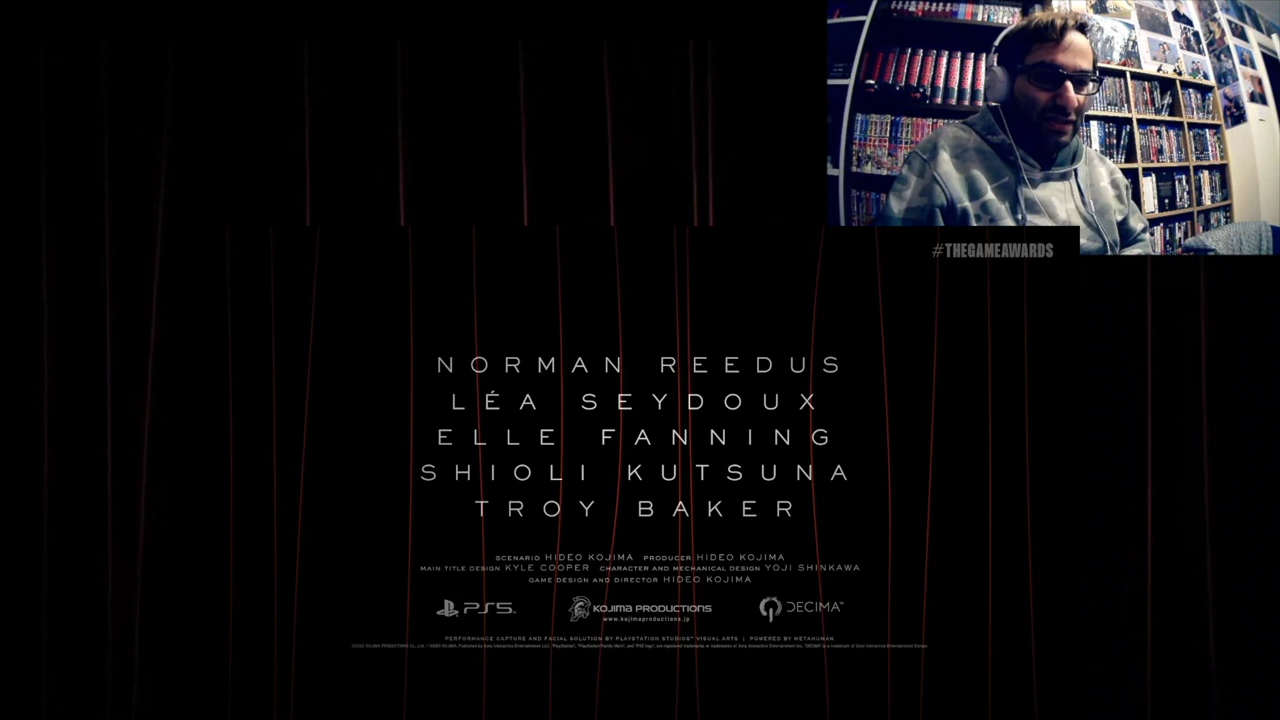 #THEGAMEAWARDS
NORMAN REEDUS
LÉA SEYDOUX
ELLE FANNING
SHIOLI KUTSUNA
TROY BAKER
SCENARIO HIDEO KOJIMA PRODUCER HIDEO KOJIMA
MAIN TITLE DESIGN KYLE COOPER CHARACTER AND MECHANICAL DESIGN YOJI SHINKAWA
GAME DESIGN AND DIRECTOR HIDEO KOJIMA
PS5 KOJIMA PRODUCTIONS DECIMA™
www.kojimaproductions.jp
PERFORMANCE CAPTURE AND FACIAL SOLUTION BY PLAYSTATION STUDIOS™ VISUAL ARTS | POWERED BY METAHUMAN